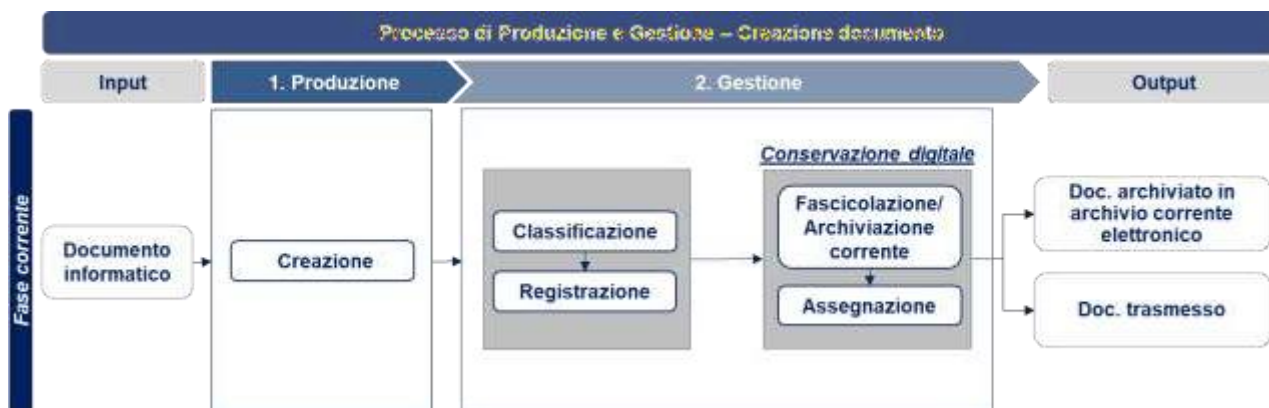 Processo di Produzione e Gestione – Creazione documento
Input
1. Produzione
2. Gestione
Output
Fase corrente
Documento
informatico
Creazione
Classificazione
Registrazione
Conservazione digitale
Fascicolazione/
Archiviazione
corrente
Assegnazione
Doc. archiviato in
archivio corrente
elettronico
Doc. trasmesso